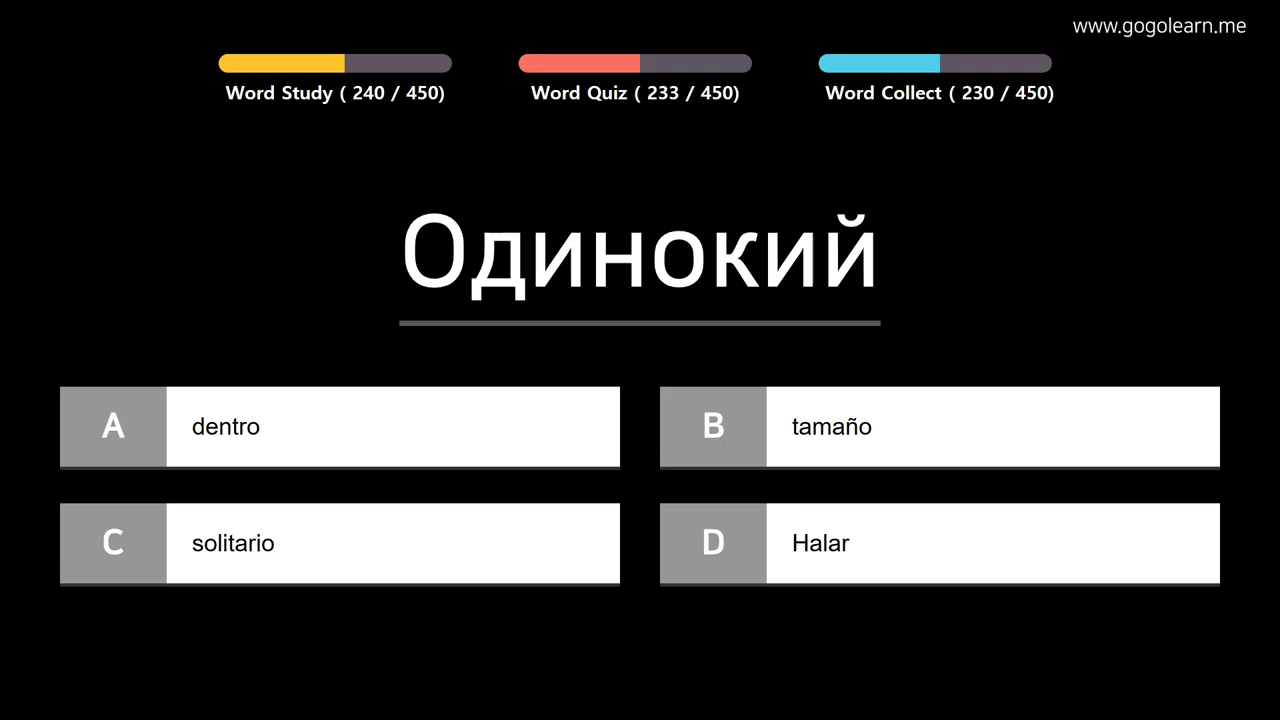 www.gogolearn.me
Word Study ( 240 / 450)
Word Quiz ( 233 / 450)
Word Collect ( 230 / 450)
Одинокий
A dentro
B tamaño
C solitario
D Halar